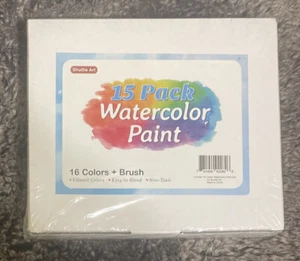 Shuttle Art
15 Pack
Watercolor
Paint
16 Colors + Brush
• Vibrant Colors • Easy to Blend • Non-Toxic